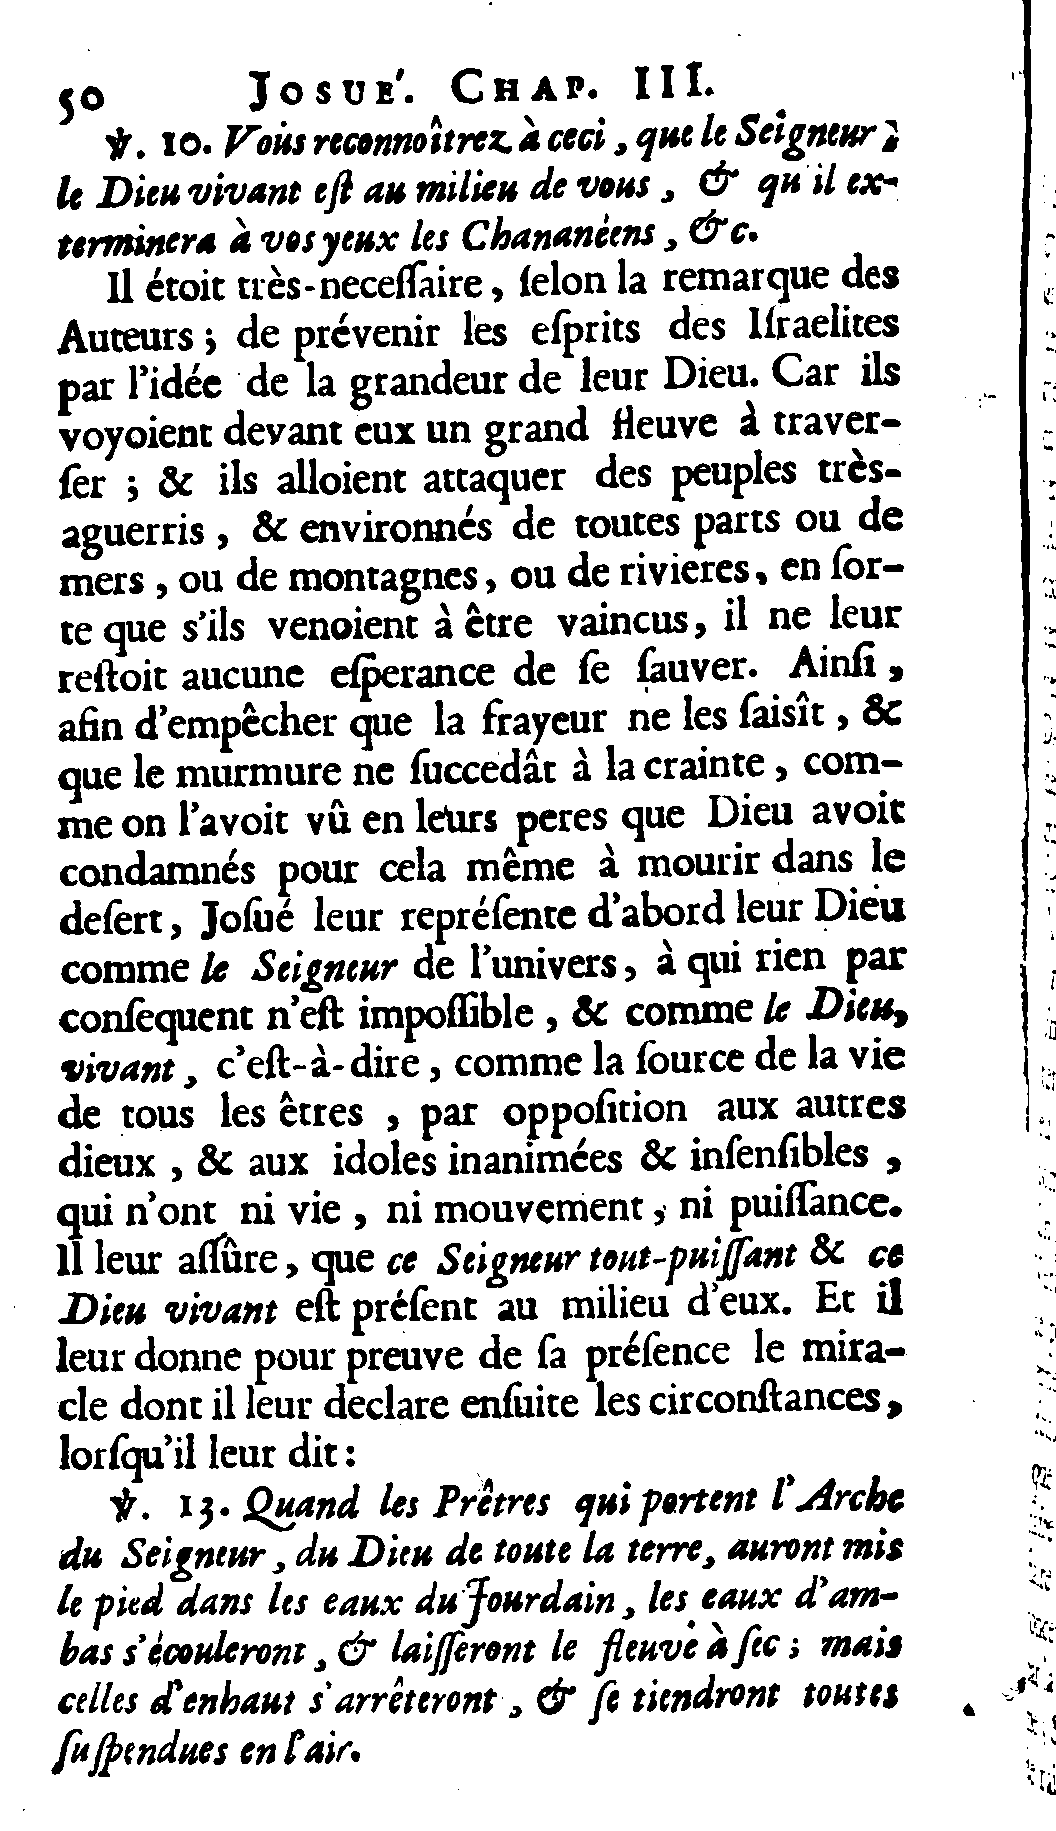 50 JOSUÉ. CHAP. III.
℣. 10. Vous reconnoîtrez à ceci, que le Seigneur,
le Dieu vivant eſt au milieu de vous, & qu'il ex-
terminera à vos yeux les Chananéens, &c.
Il étoit très-neceſſaire, ſelon la remarque des
Auteurs; de prévenir les eſprits des Iſraelites
par l'idée de la grandeur de leur Dieu. Car ils
voyoient devant eux un grand fleuve à traver-
ſer; & ils alloient attaquer des peuples très-
aguerris, & environnés de toutes parts ou de
mers, ou de montagnes, ou de rivieres, en ſor-
te que s'ils venoient à être vaincus, il ne leur
reſtoit aucune eſperance de ſe ſauver. Ainſi,
afin d'empêcher que la frayeur ne les ſaisît, &
que le murmure ne ſuccedât à la crainte, com-
me on l'avoit vû en leurs peres que Dieu avoit
condamnés pour cela même à mourir dans le
deſert, Joſué leur repréſente d'abord leur Dieu
comme le Seigneur de l'univers, à qui rien par
conſequent n'eſt impoſſible, & comme le Dieu,
vivant, c'eſt-à-dire, comme la ſource de la vie
de tous les êtres, par oppoſition aux autres
dieux, & aux idoles inanimées & inſenſibles,
qui n'ont ni vie, ni mouvement, ni puiſſance.
Il leur aſſûre, que ce Seigneur tout-puiſſant & ce
Dieu vivant eſt préſent au milieu d'eux. Et il
leur donne pour preuve de ſa préſence le mira-
cle dont il leur declare enſuite les circonſtances,
lorſqu'il leur dit:
℣. 13. Quand les Prêtres qui portent l'Arche
du Seigneur, du Dieu de toute la terre, auront mis
le pied dans les eaux du Jourdain, les eaux d'am-
bas s'écouleront, & laiſſeront le fleuve à ſec; mais
celles d'enhaut s'arrêteront, & ſe tiendront toutes
ſuſpendues en l'air.